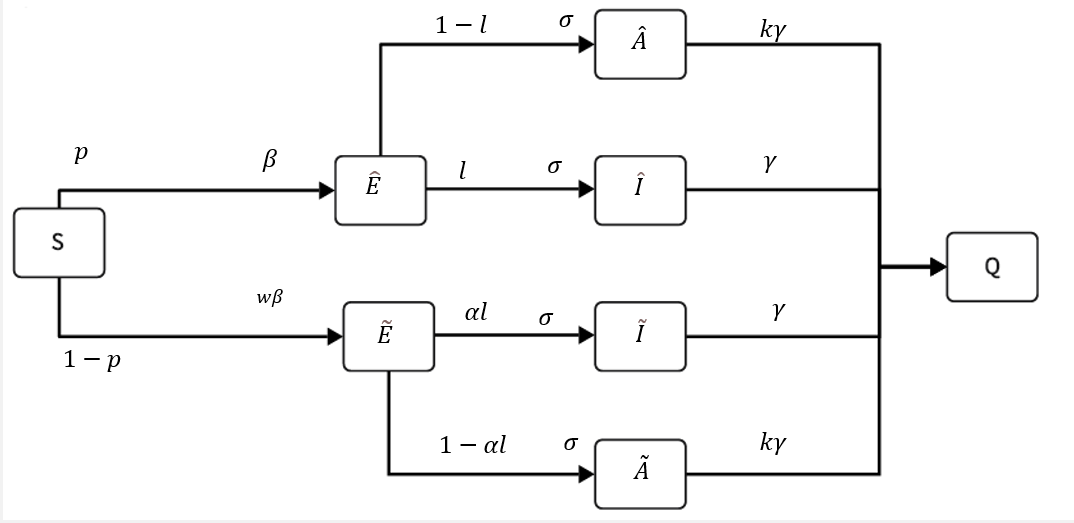 1 − l σ Â kγ
p β Ê l σ Î γ
S Q
1 − p wβ Ẽ αl σ Ĩ γ
1 − αl σ Ã kγ